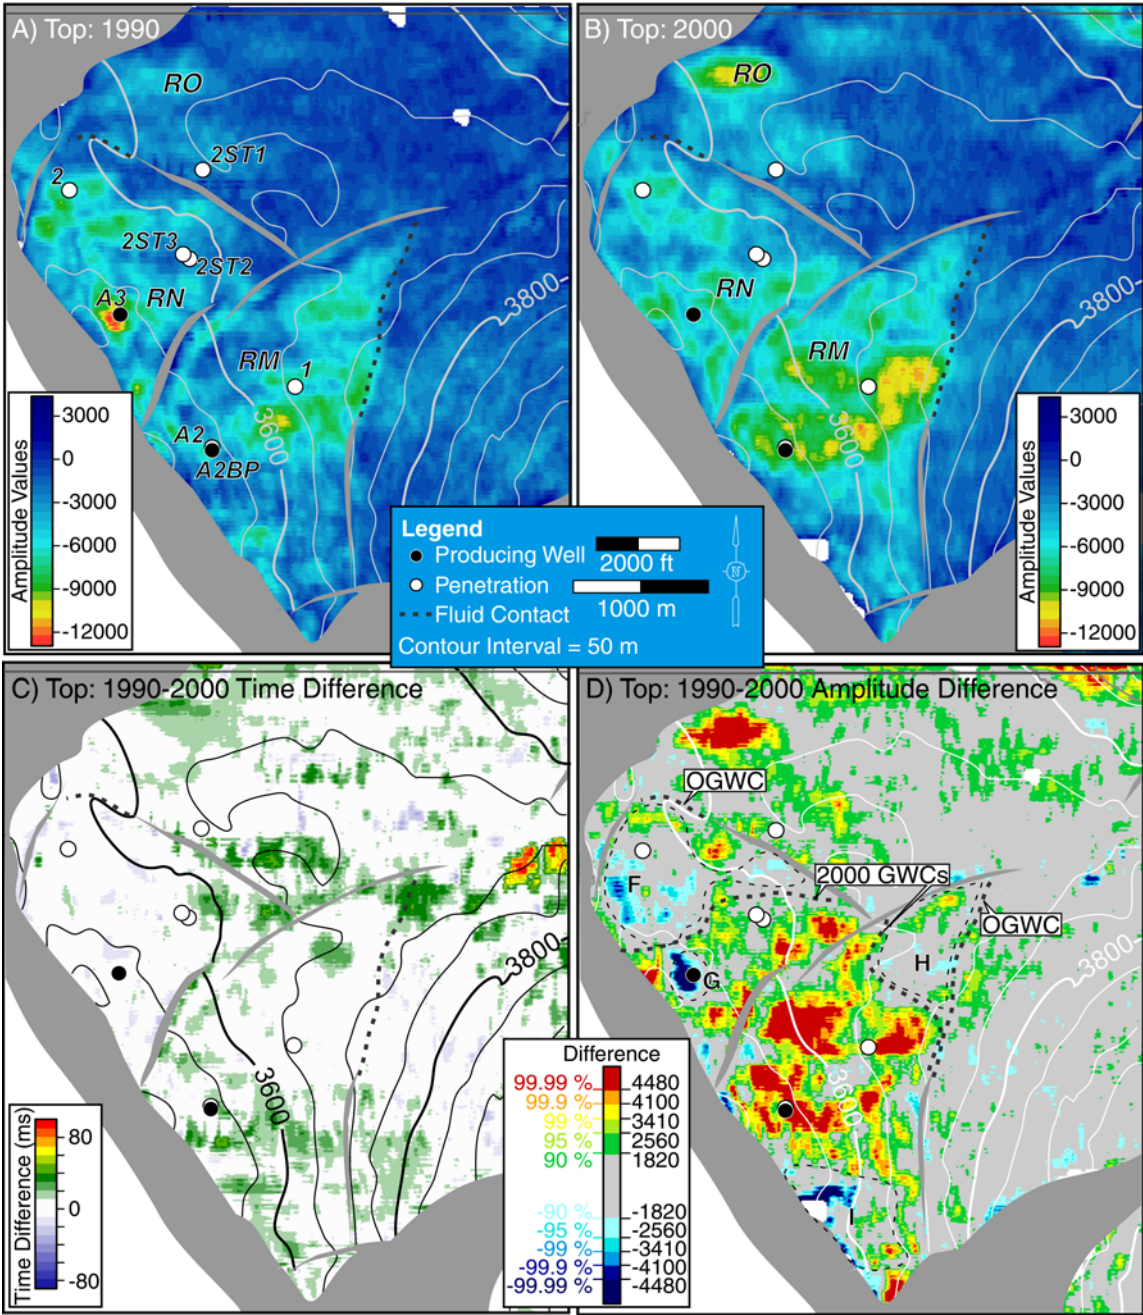 A) Top: 1990
RO
2ST1
2
2ST3
2ST2
A3
RN
RM
1
3600
A2
A2BP
3800
Amplitude Values
3000
0
-3000
-6000
-9000
-12000
B) Top: 2000
RO
RN
RM
3600
3800
Amplitude Values
3000
0
-3000
-6000
-9000
-12000
Legend
Producing Well
2000 ft
Penetration
1000 m
Fluid Contact
Contour Interval = 50 m
N
C) Top: 1990-2000 Time Difference
3800
3600
Time Difference (ms)
80
0
-80
D) Top: 1990-2000 Amplitude Difference
OGWC
2000 GWCs
F
OGWC
H
G
3800
3600
I
Difference
99.99 % 4480
99.9 % 4100
99 % 3410
95 % 2560
90 % 1820
-90 % -1820
-95 % -2560
-99 % -3410
-99.9 % -4100
-99.99 % -4480